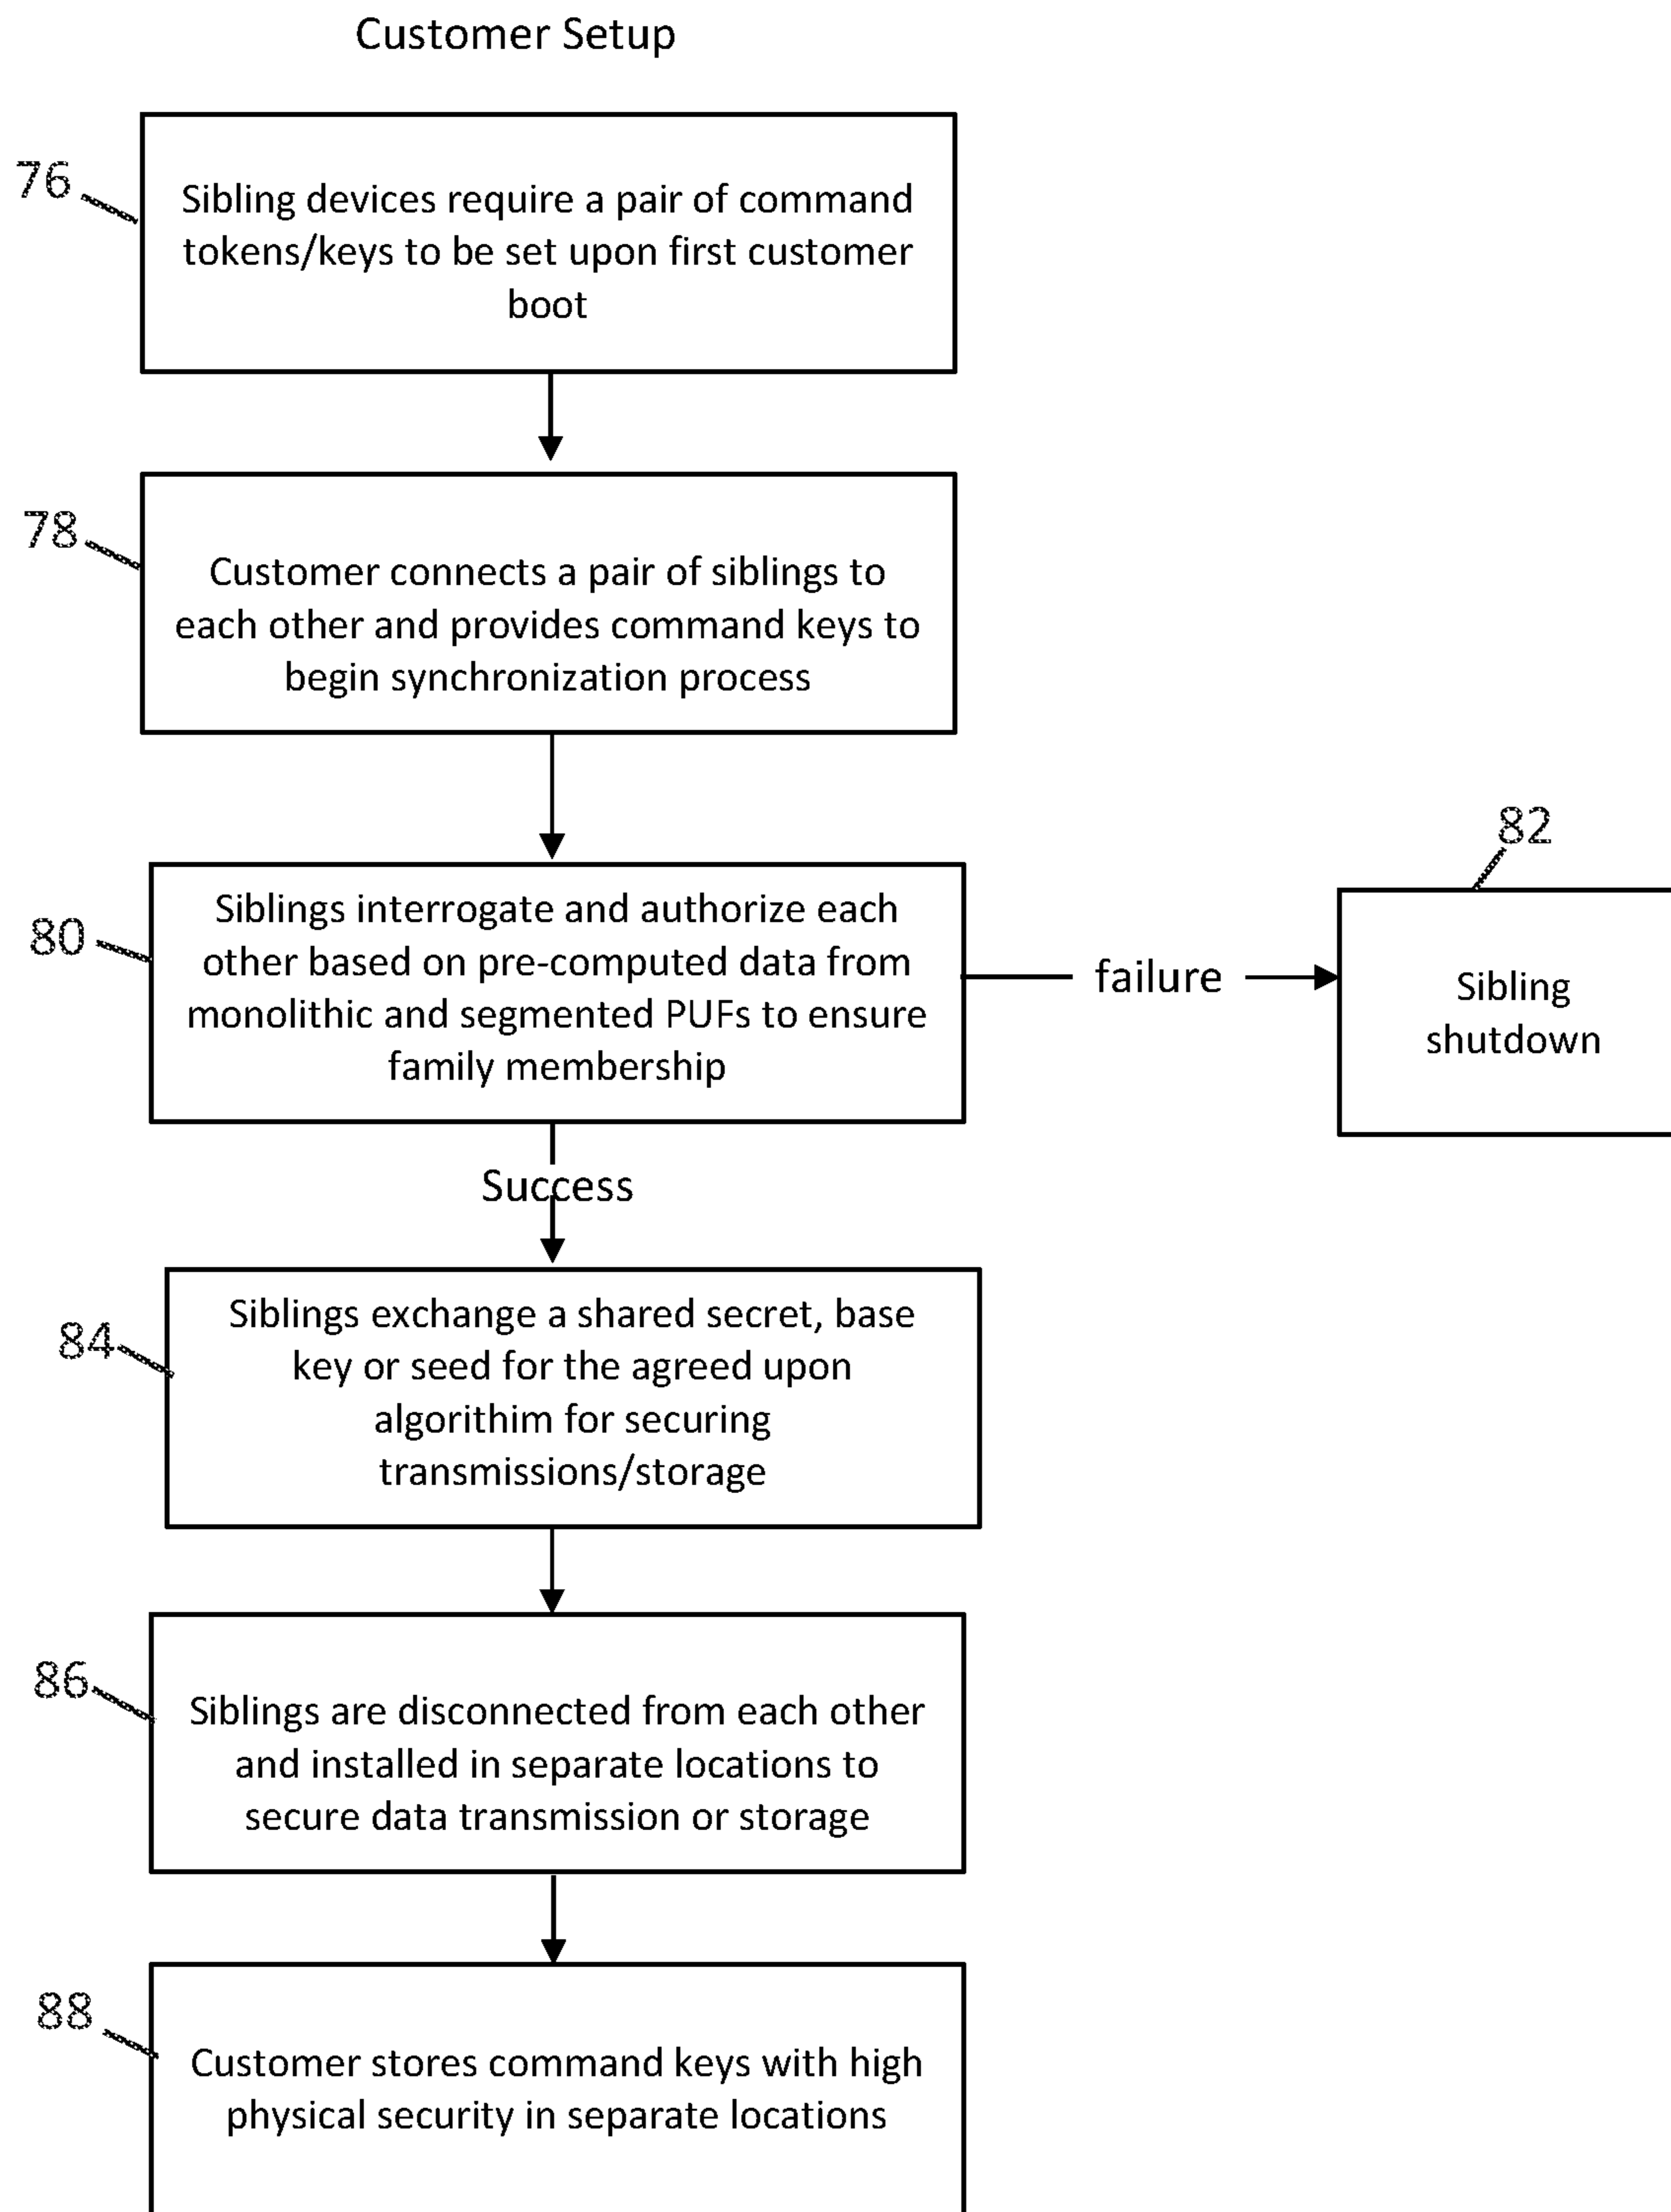 Customer Setup
76
Sibling devices require a pair of command
tokens/keys to be set upon first customer
boot
78
Customer connects a pair of siblings to
each other and provides command keys to
begin synchronization process
80
Siblings interrogate and authorize each
other based on pre-computed data from
monolithic and segmented PUFs to ensure
family membership
failure
82
Sibling
shutdown
Success
84
Siblings exchange a shared secret, base
key or seed for the agreed upon
algorithim for securing
transmissions/storage
86
Siblings are disconnected from each other
and installed in separate locations to
secure data transmission or storage
88
Customer stores command keys with high
physical security in separate locations